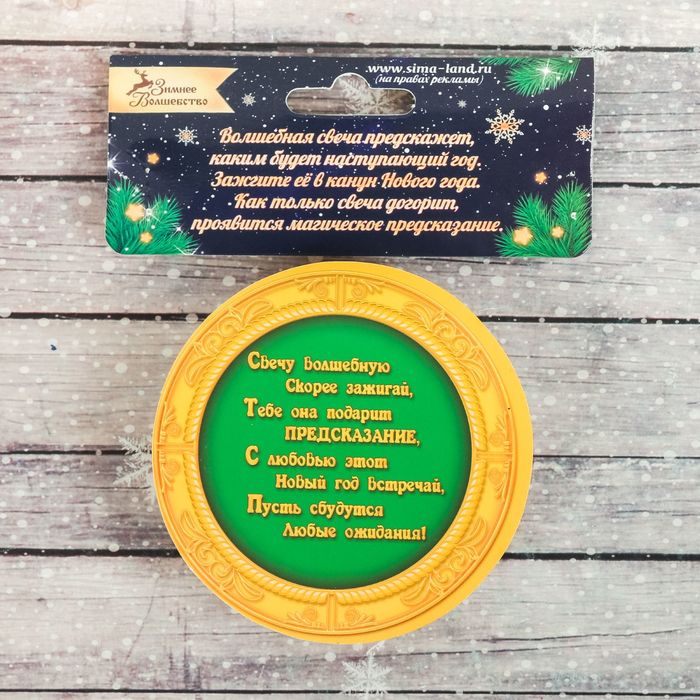 Зимнее
Волшебство
www.sima-land.ru
(на правах рекламы)
Волшебная свеча предскажет,
каким будет наступающий год.
Зажгите её в канун Нового года.
Как только свеча догорит,
проявится магическое предсказание.
Свечу волшебную
Скорее зажигай,
Тебе она подарит
ПРЕДСКАЗАНИЕ,
С любовью этот
Новый год встречай,
Пусть сбудутся
Любые ожидания!